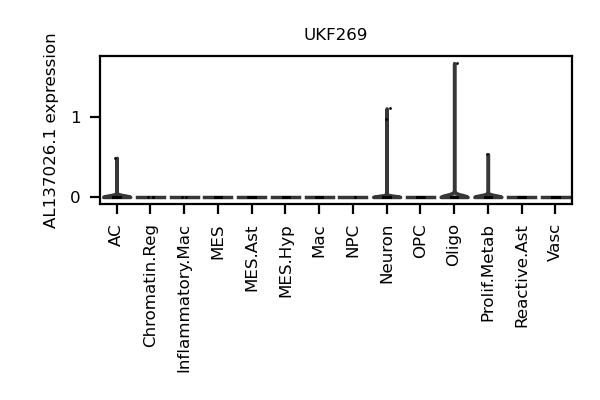 UKF269
AL137026.1 expression
1
0
AC
Chromatin.Reg
Inflammatory.Mac
MES
MES.Ast
MES.Hyp
Mac
NPC
Neuron
OPC
Oligo
Prolif.Metab
Reactive.Ast
Vasc